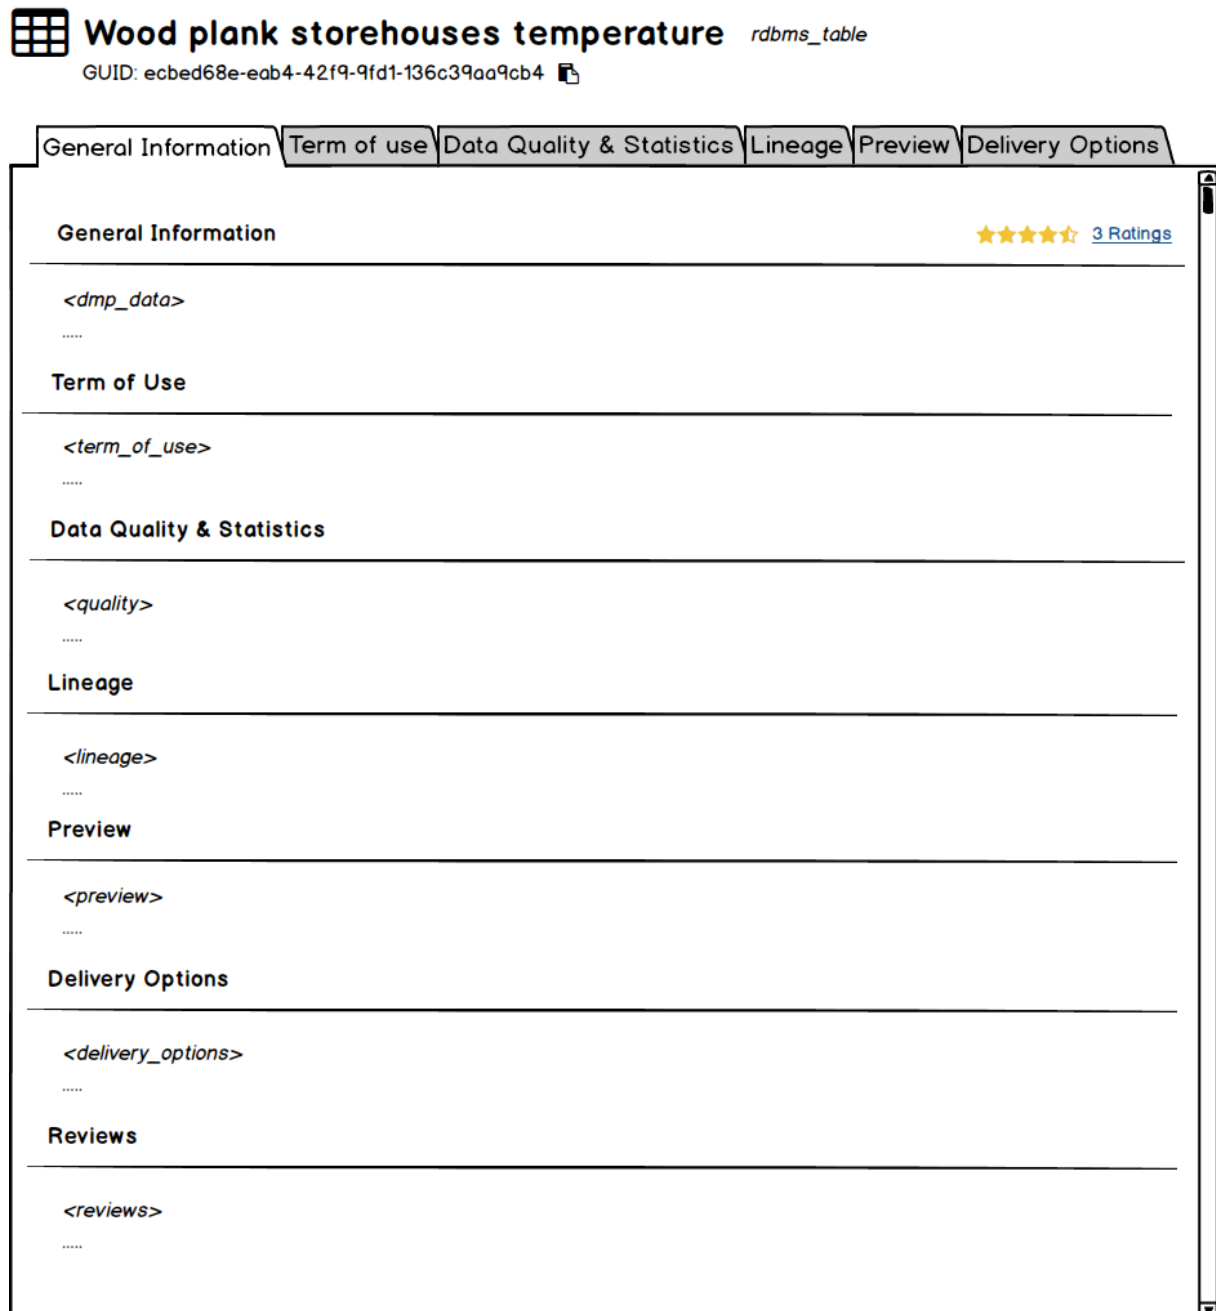 Wood plank storehouses temperature rdbms_table
GUID: ecbed68e-eab4-42f9-9fd1-136c39aa9cb4
General Information Term of use Data Quality & Statistics Lineage Preview Delivery Options
General Information 3 Ratings
<dmp_data>
.....
Term of Use
<term_of_use>
.....
Data Quality & Statistics
<quality>
.....
Lineage
<lineage>
.....
Preview
<preview>
.....
Delivery Options
<delivery_options>
.....
Reviews
<reviews>
.....